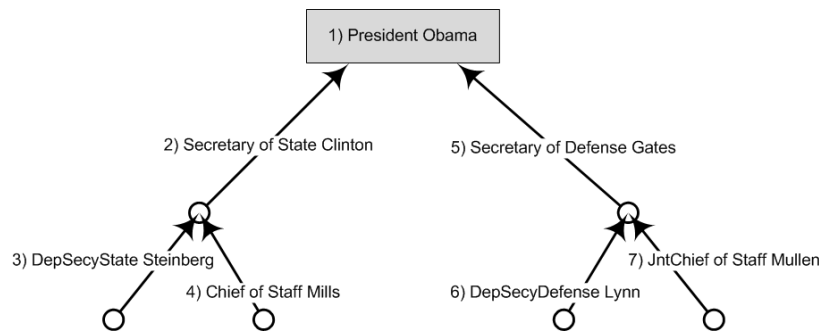 1) President Obama
2) Secretary of State Clinton
5) Secretary of Defense Gates
3) DepSecyState Steinberg
7) JntChief of Staff Mullen
4) Chief of Staff Mills
6) DepSecyDefense Lynn